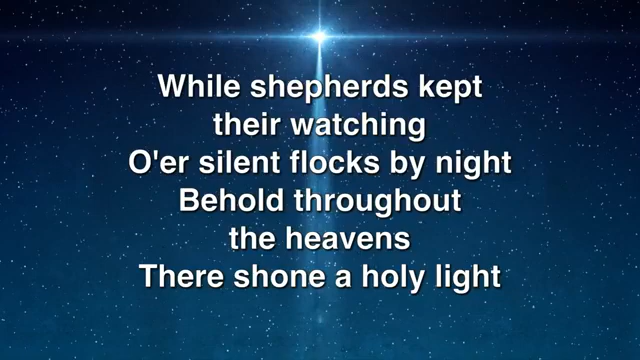 While shepherds kept
their watching
O'er silent flocks by night
Behold throughout
the heavens
There shone a holy light